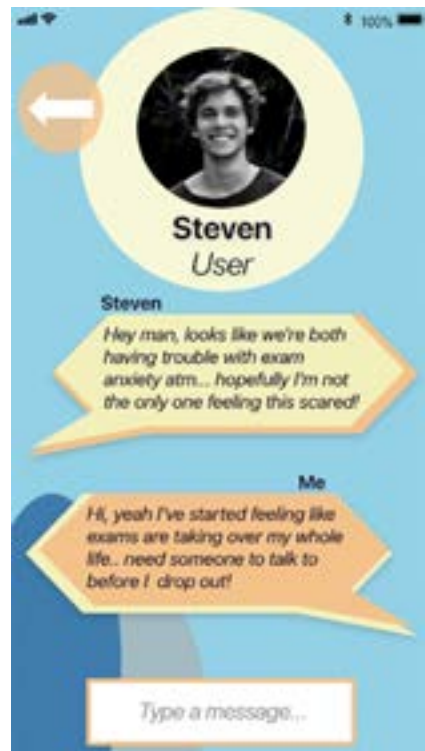 100%
Steven
User
Steven
Hey man, looks like we're both
having trouble with exam
anxiety atm... hopefully I'm not
the only one feeling this scared!
Me
Hi, yeah I've started feeling like
exams are taking over my whole
life.. need someone to talk to
before I drop out!
Type a message...